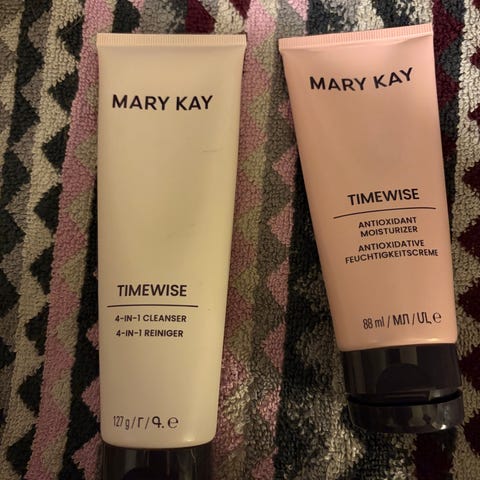 MARY KAY
TIMEWISE
4-IN-1 CLEANSER
4-IN-1 REINIGER
127 g / Г / Գ. ℮
MARY KAY
TIMEWISE
ANTIOXIDANT
MOISTURIZER
ANTIOXIDATIVE
FEUCHTIGKEITSCREME
88 ml / МЛ / ՄԼ ℮